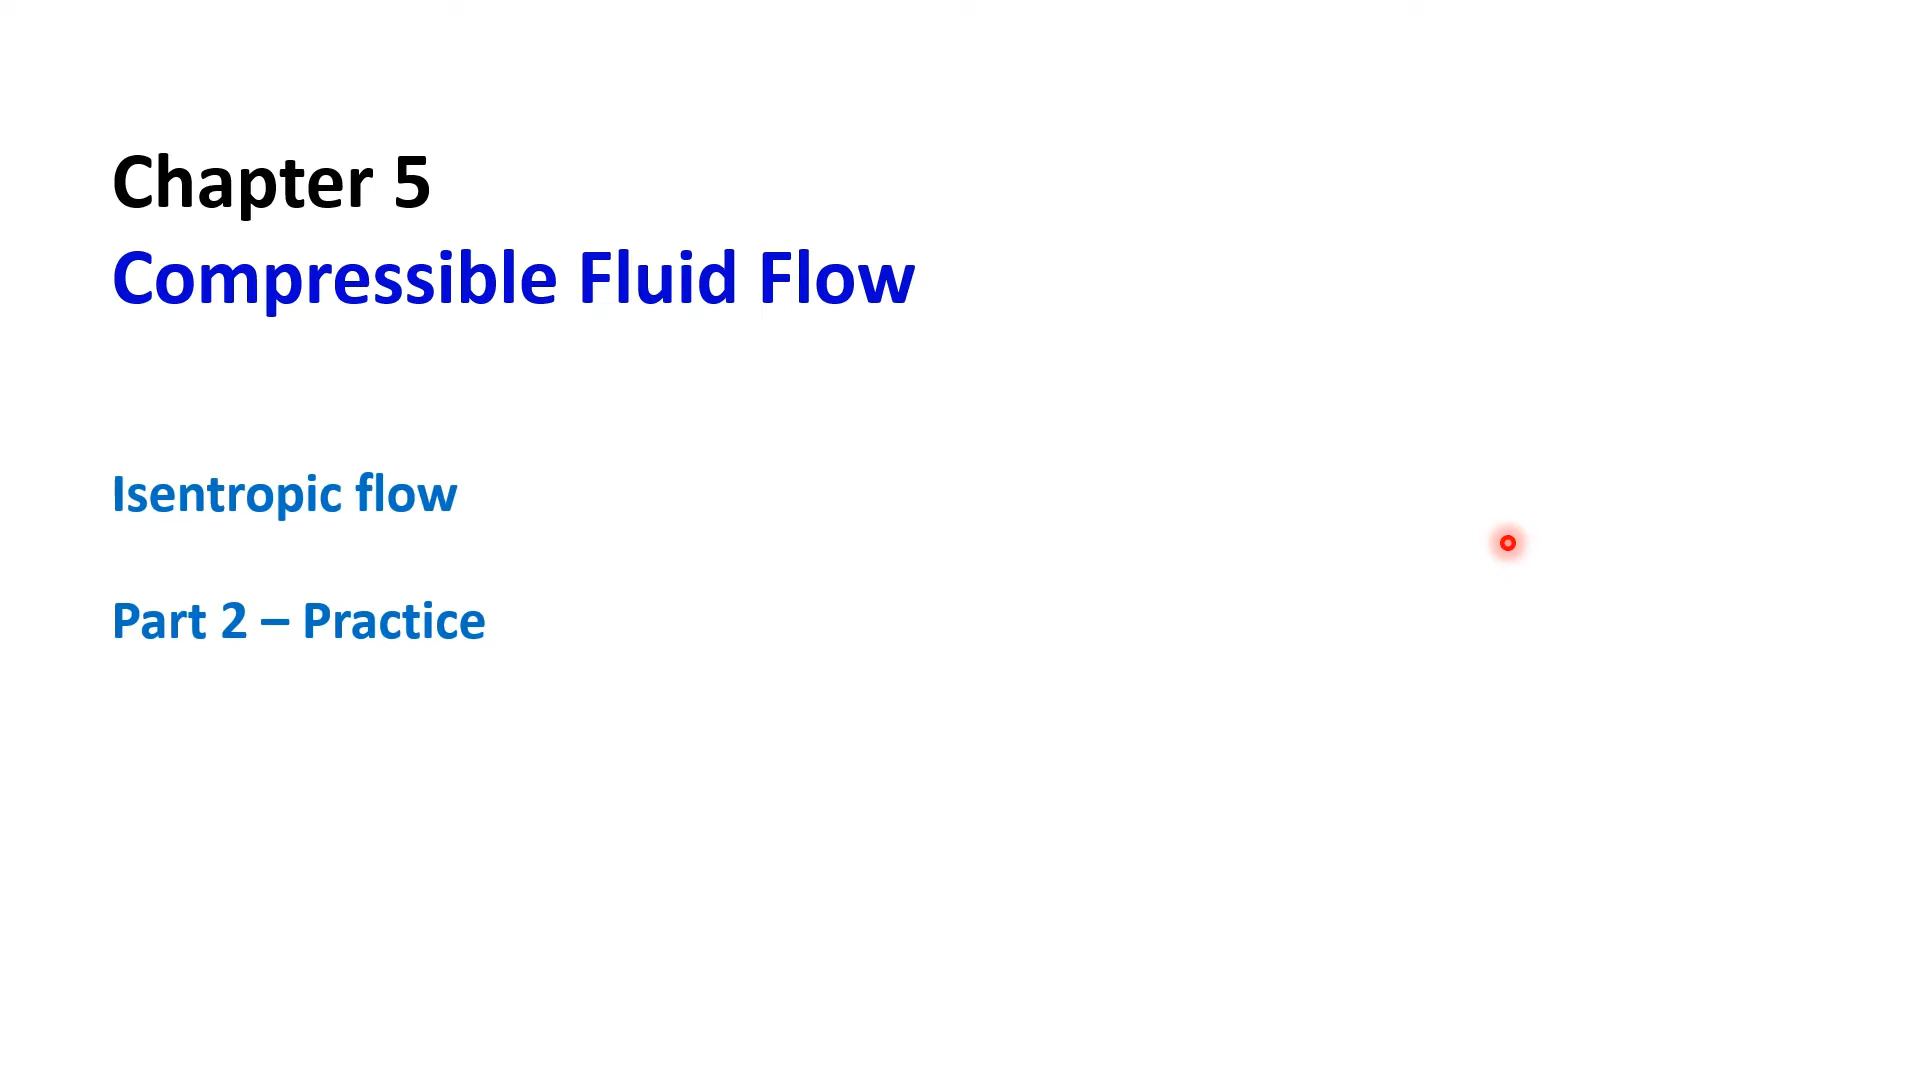 Chapter 5
Compressible Fluid Flow
Isentropic flow
Part 2 – Practice